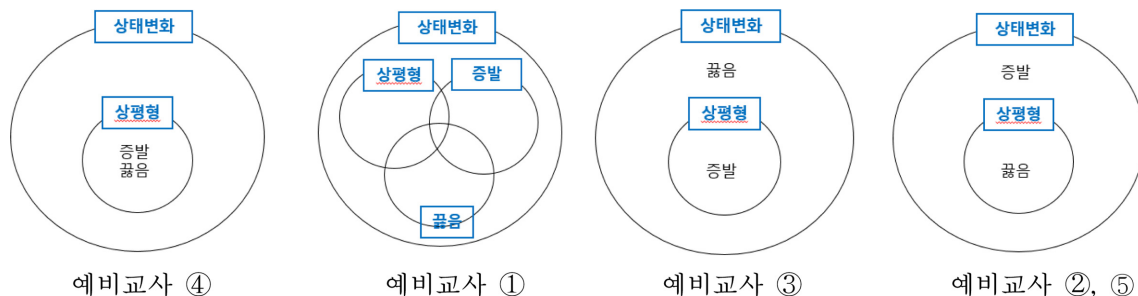 상태변화
상평형
증발
끓음
예비교사 ④
상태변화
상평형
증발
끓음
예비교사 ①
상태변화
끓음
상평형
증발
예비교사 ③
상태변화
증발
상평형
끓음
예비교사 ②, ⑤